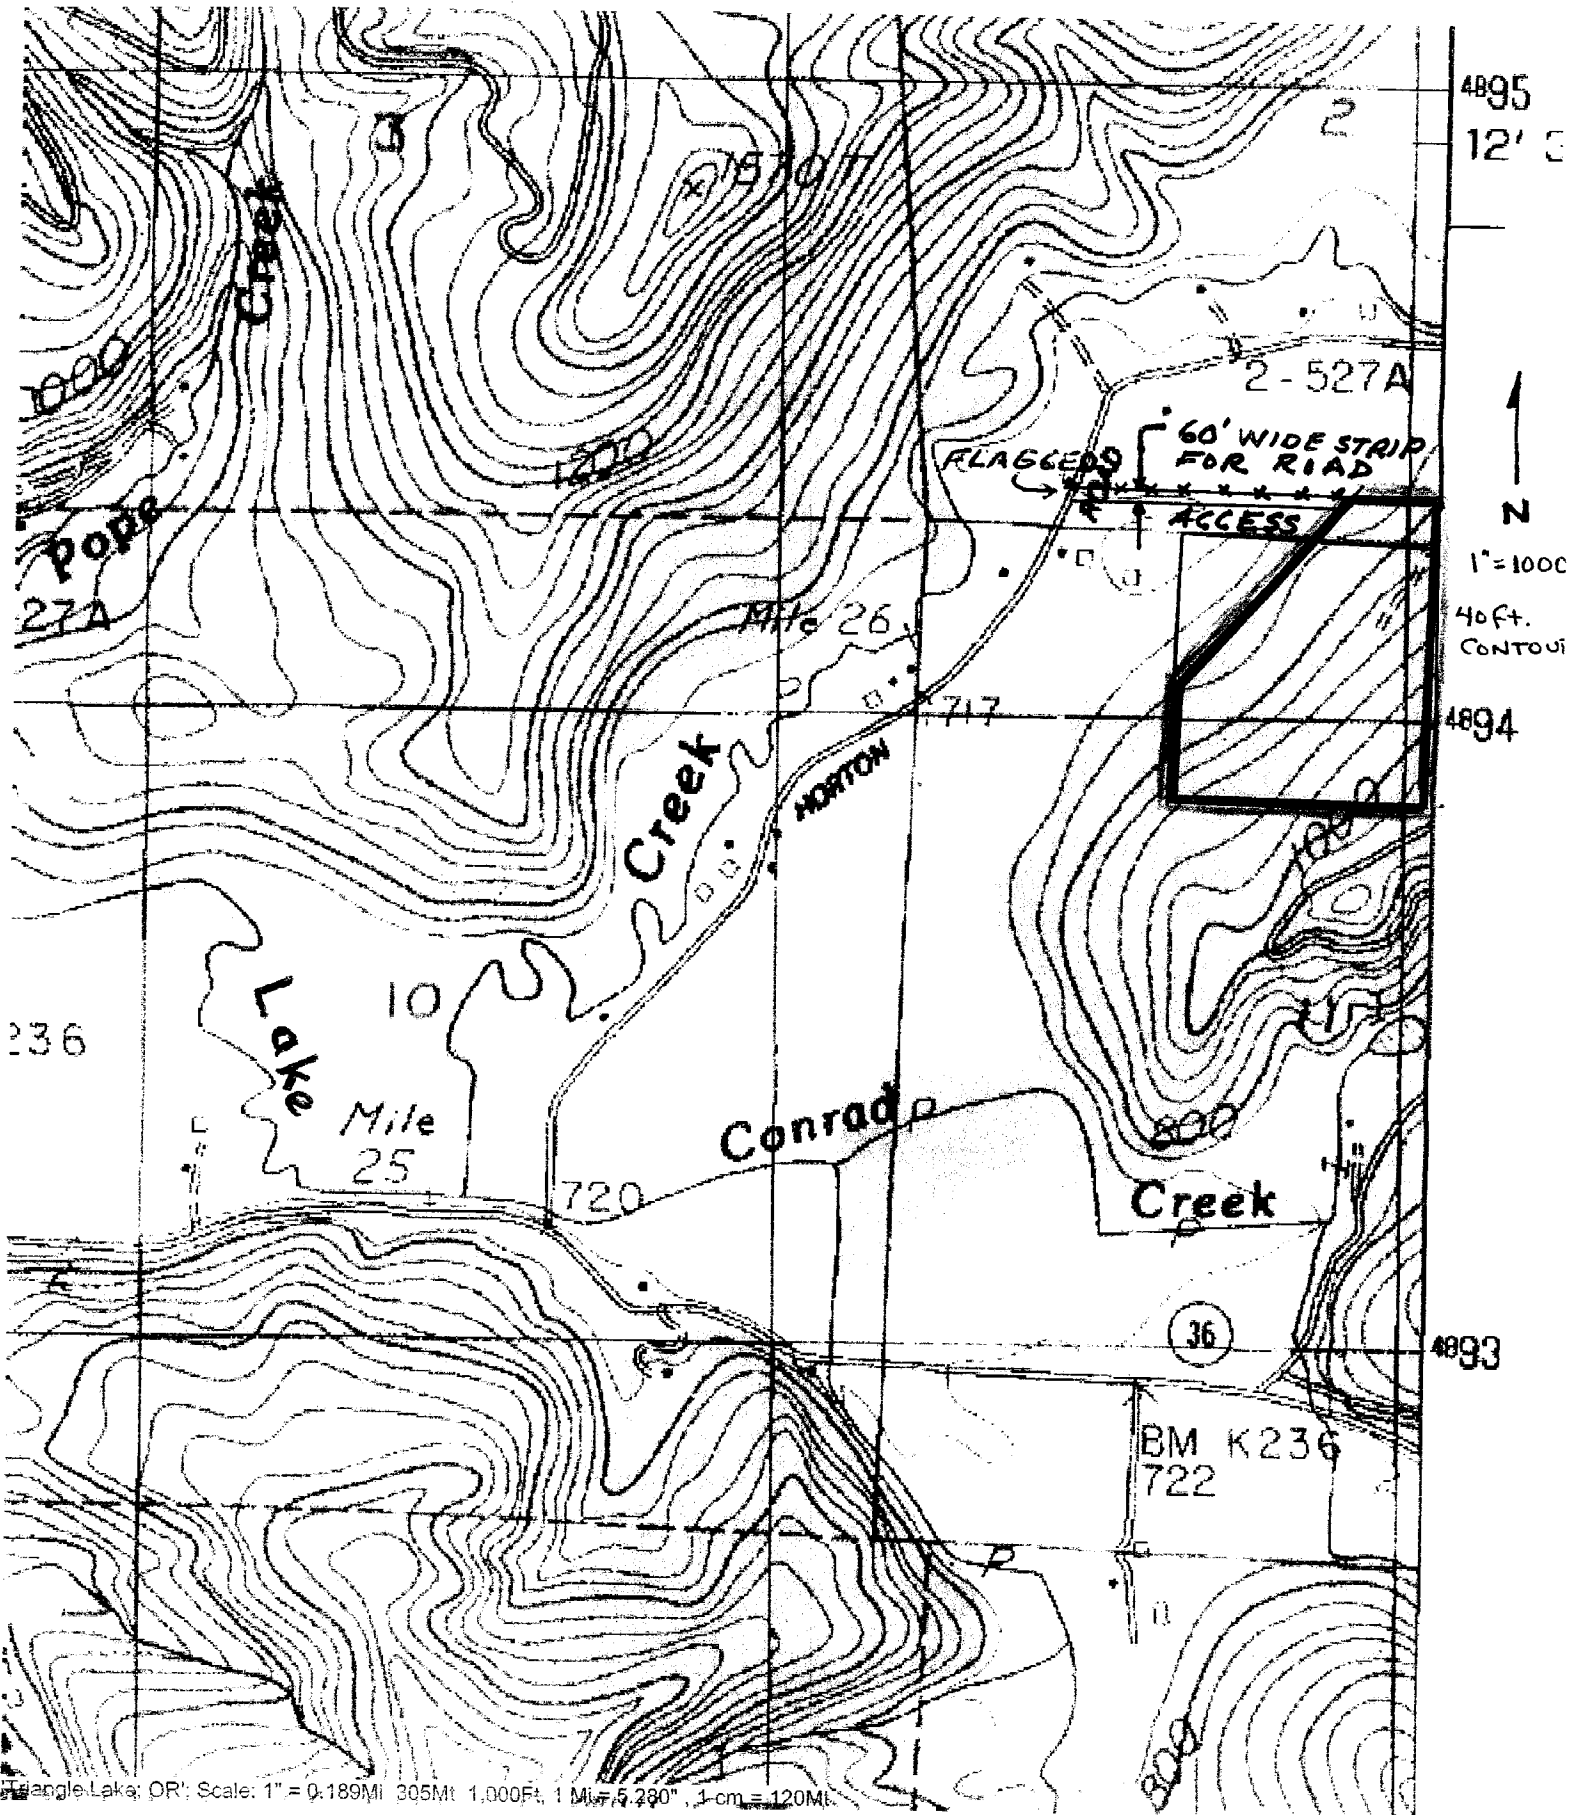 4895
2
12'
3
1570 T
Creek
1000
2-527A
60' WIDE STRIP
FOR ROAD
FLAGGED
ACCESS
1200
N
Pope
1"=1000
27A
Mile 26
40 Ft.
717
4894
HORTON
Creek
1000
10
Lake
236
11
Mile
25
Conrad
800
720
Creek
36
4893
BM K236
722
800
Triangle Lake; OR'; Scale: 1" = 0.189Mi 305Mt 1,000Ft, 1 Mi = 5.280", 1 cm = 120Mt